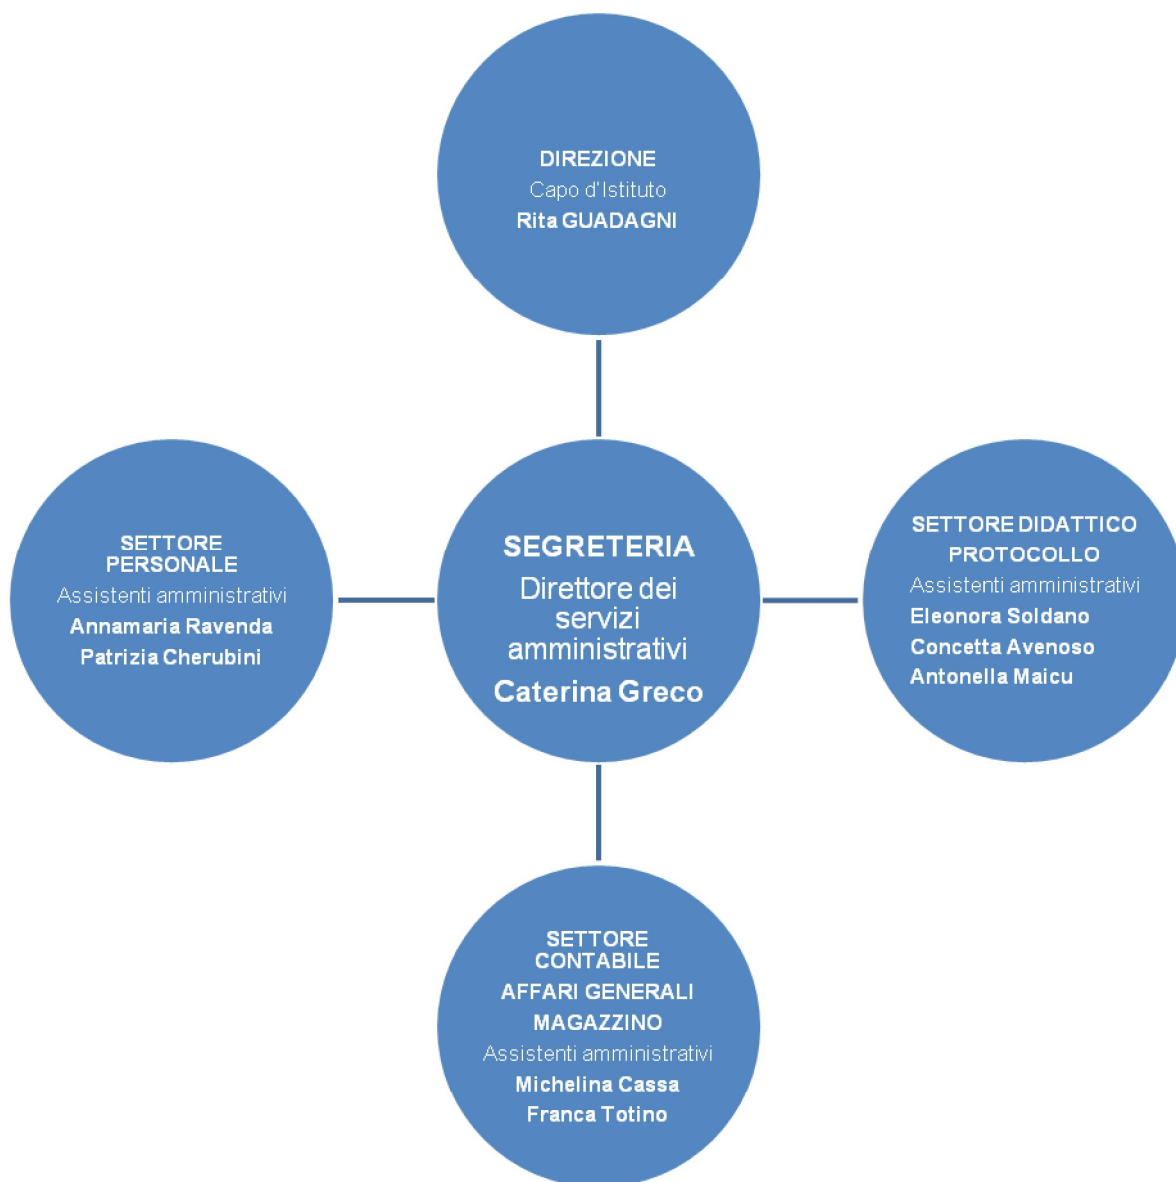 DIREZIONE
Capo d'Istituto
Rita GUADAGNI
SETTORE
PERSONALE
Assistenti amministrativi
Annamaria Ravenda
Patrizia Cherubini
SEGRETERIA
Direttore dei
servizi
amministrativi
Caterina Greco
SETTORE DIDATTICO
PROTOCOLLO
Assistenti amministrativi
Eleonora Soldano
Concetta Avenoso
Antonella Maicu
SETTORE
CONTABILE
AFFARI GENERALI
MAGAZZINO
Assistenti amministrativi
Michelina Cassa
Franca Totino